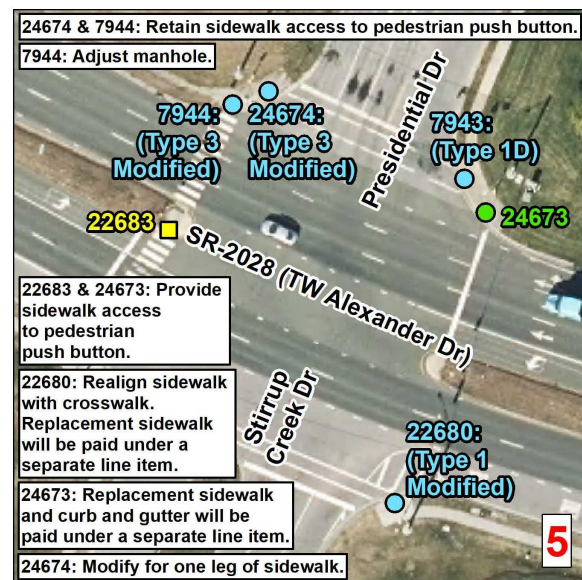 24674 & 7944: Retain sidewalk access to pedestrian push button.
7944: Adjust manhole.
7944:
(Type 3
Modified)
24674:
(Type 3
Modified)
Presidential Dr
7943:
(Type 1D)
24673
22683
SR-2028 (TW Alexander Dr)
22683 & 24673: Provide
sidewalk access
to pedestrian
push button.
22680: Realign sidewalk
with crosswalk.
Replacement sidewalk
will be paid under a
separate line item.
Stirrup
Creek Dr
22680:
(Type 1
Modified)
24673: Replacement sidewalk
and curb and gutter will be
paid under a separate line item.
24674: Modify for one leg of sidewalk.
5